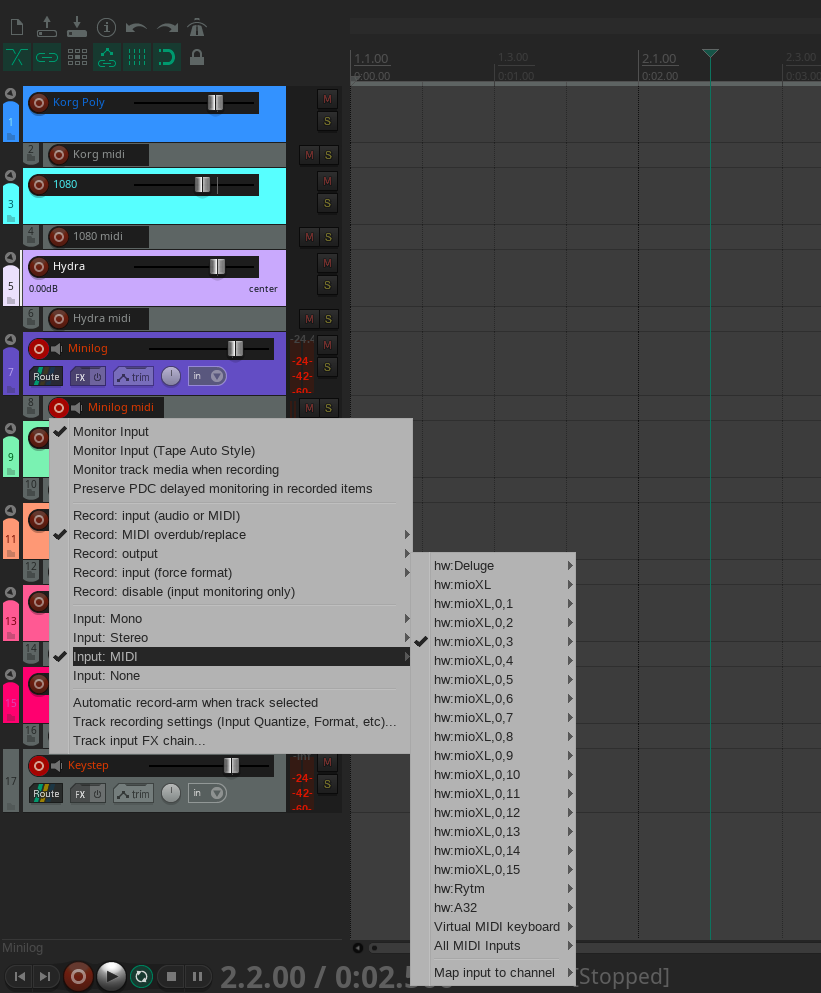 1.1.00
1.3.00
2.1.00
2.3.00
0:00.00
0:01.00
0:02.00
0:03.00
1
Korg Poly
M
S
2
Korg midi
M S
3
1080
M
S
4
1080 midi
M S
5
Hydra
M
0.00dB
center
S
6
Hydra midi
M S
7
Minilog
-24.4
M
-24-
S
Route
FX
trim
in
-42-
-60-
8
Minilog midi
M S
9
10
11
12
13
14
15
16
Monitor Input
Monitor Input (Tape Auto Style)
Monitor track media when recording
Preserve PDC delayed monitoring in recorded items
Record: input (audio or MIDI)
Record: MIDI overdub/replace
Record: output
Record: input (force format)
Record: disable (input monitoring only)
Input: Mono
Input: Stereo
Input: MIDI
Input: None
Automatic record-arm when track selected
Track recording settings (Input Quantize, Format, etc)...
Track input FX chain...
hw:Deluge
hw:mioXL
hw:mioXL,0,1
hw:mioXL,0,2
hw:mioXL,0,3
hw:mioXL,0,4
hw:mioXL,0,5
hw:mioXL,0,6
hw:mioXL,0,7
hw:mioXL,0,8
hw:mioXL,0,9
hw:mioXL,0,10
hw:mioXL,0,11
hw:mioXL,0,12
hw:mioXL,0,13
hw:mioXL,0,14
hw:mioXL,0,15
hw:Rytm
hw:A32
Virtual MIDI keyboard
All MIDI Inputs
Map input to channel
17
Keystep
-inf
M
-24-
S
Route
FX
trim
in
-42-
-60-
Minilog
2.2.00 / 0:02.5
[Stopped]